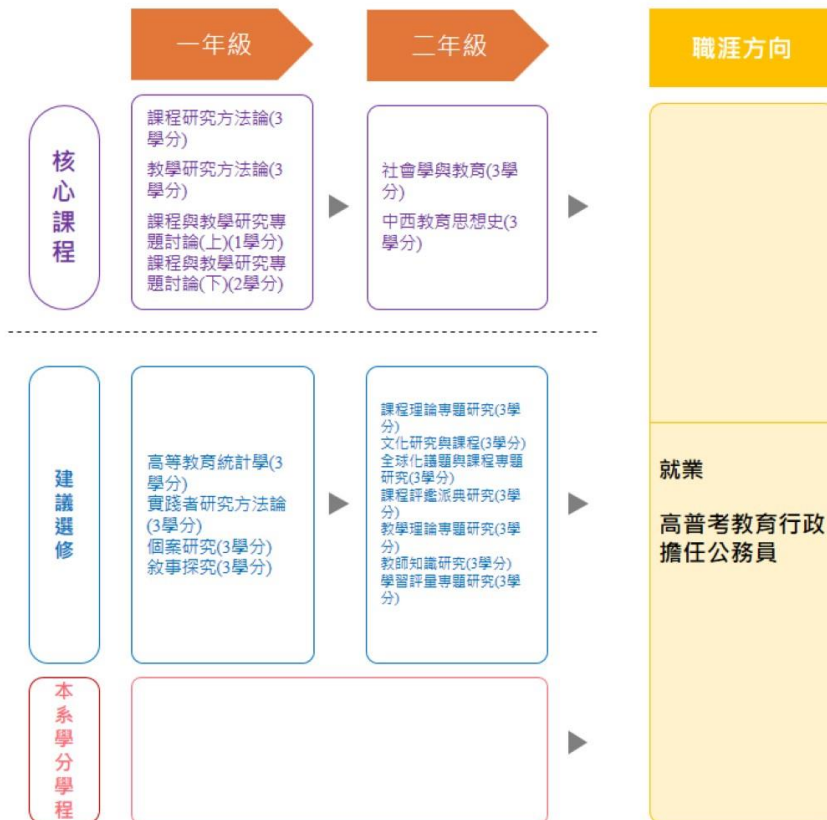 一年級
二年級
職涯方向
核
心
課
程
課程研究方法論(3
學分)
教學研究方法論(3
學分)
課程與教學研究專
題討論(上)(1學分)
課程與教學研究專
題討論(下)(2學分)
社會學與教育(3學
分)
中西教育思想史(3
學分)
建
議
選
修
高等教育統計學(3
學分)
實踐者研究方法論
(3學分)
個案研究(3學分)
敘事探究(3學分)
課程理論專題研究(3學
分)
文化研究與課程(3學分)
全球化議題與課程專題
研究(3學分)
課程評鑑派典研究(3學
分)
教學理論專題研究(3學
分)
教師知識研究(3學分)
學習評量專題研究(3學
分)
就業
高普考教育行政
擔任公務員
本
系
學
分
學
程